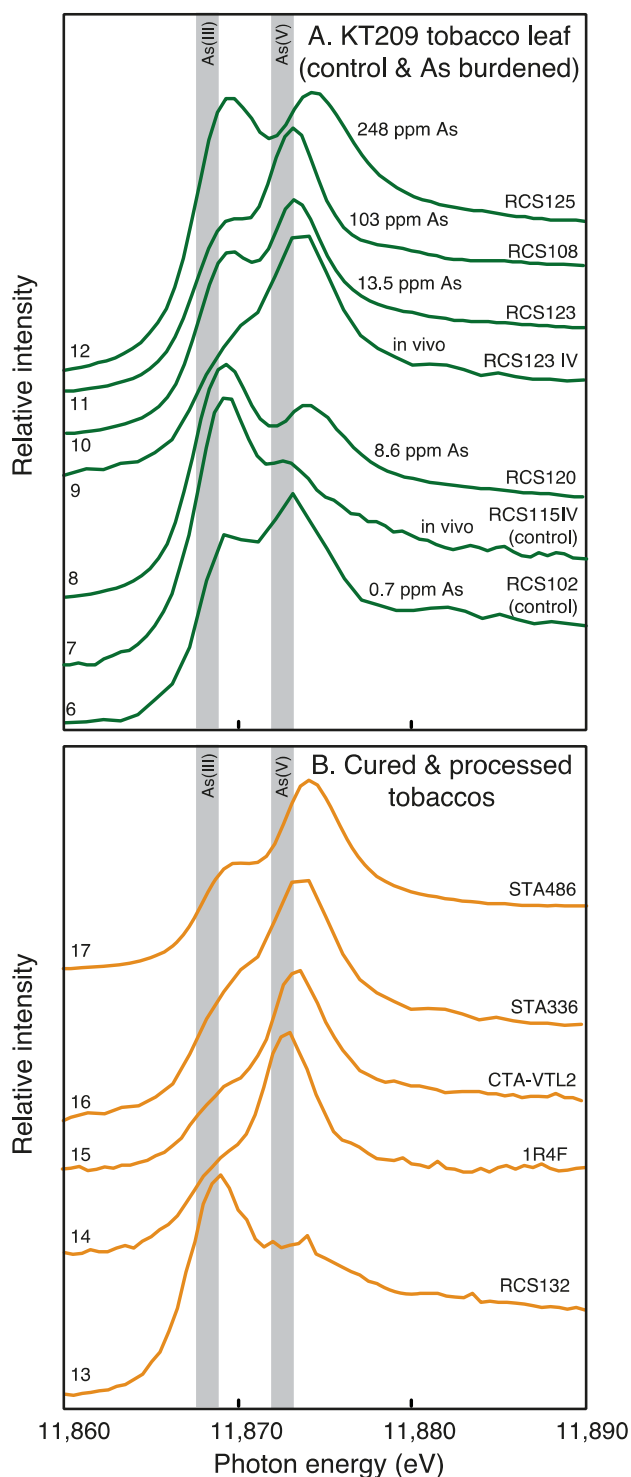 A. KT209 tobacco leaf
(control & As burdened)
As(III)
As(V)
248 ppm As
RCS125
103 ppm As
RCS108
13.5 ppm As
RCS123
in vivo
RCS123 IV
8.6 ppm As
RCS120
in vivo
RCS115IV
(control)
0.7 ppm As
RCS102
(control)
12
11
10
9
8
7
6
Relative intensity
B. Cured & processed
tobaccos
As(III)
As(V)
STA486
STA336
CTA-VTL2
1R4F
RCS132
17
16
15
14
13
Relative intensity
11,860
11,870
11,880
11,890
Photon energy (eV)